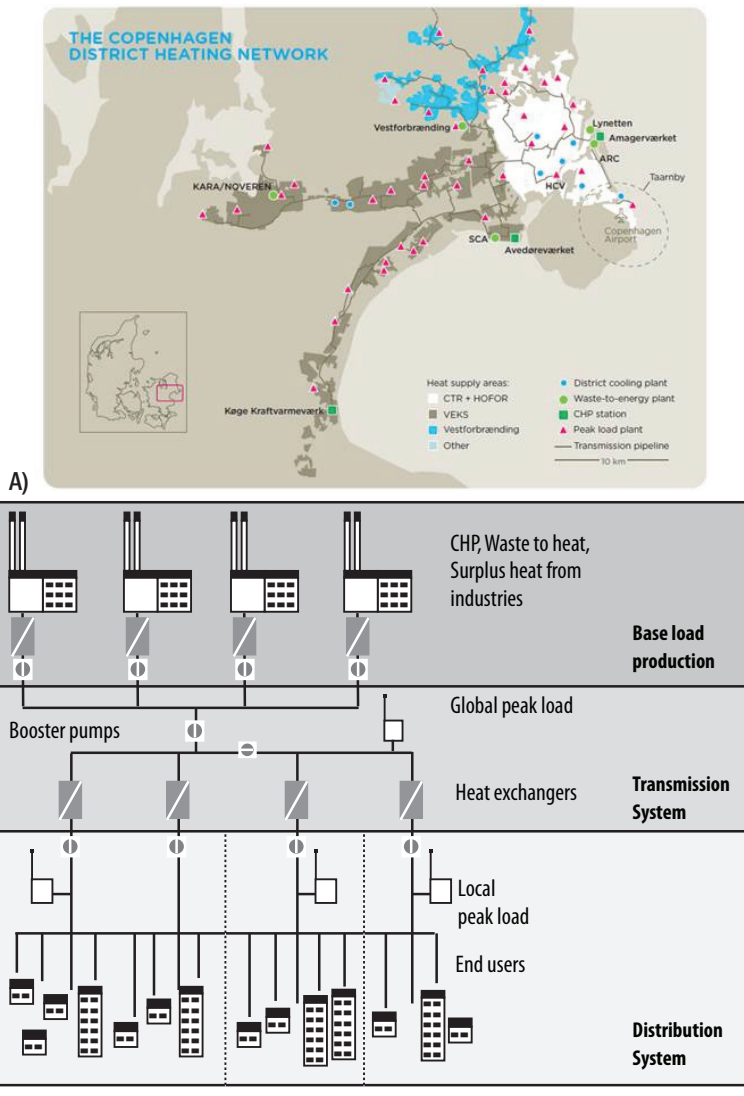 THE COPENHAGEN
DISTRICT HEATING NETWORK
Vestforbrænding
Lynetten
Amagerværket
ARC
HCV
Taarnby
KARA/NOVEREN
Copenhagen
Airport
SCA
Avedøreværket
Køge Kraftvarmeværk
Heat supply areas:
CTR + HOFOR
VEKS
Vestforbrænding
Other
District cooling plant
Waste-to-energy plant
CHP station
Peak load plant
Transmission pipeline
10 km
A)
CHP, Waste to heat,
Surplus heat from
industries
Base load
production
Global peak load
Booster pumps
Heat exchangers
Transmission
System
Local
peak load
End users
Distribution
System